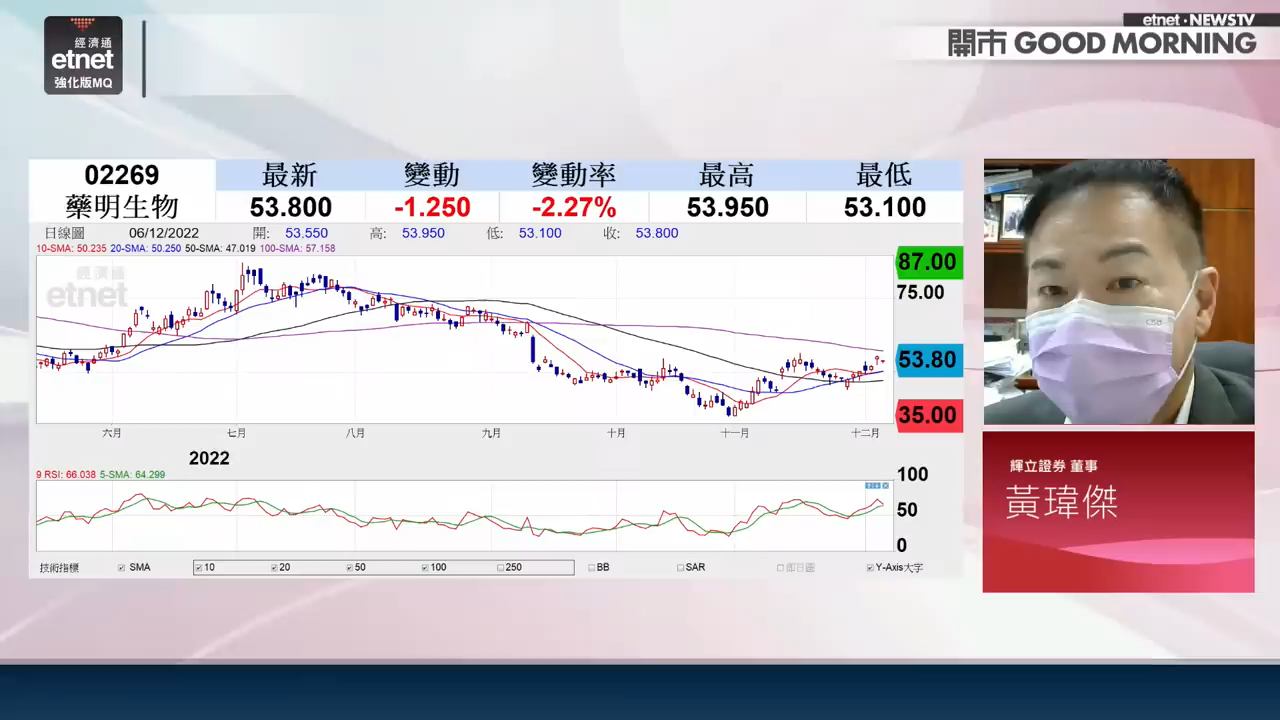 經濟通
etnet
強化版MQ
etnet · NEWSTV
開市 GOOD MORNING
02269 最新 變動 變動率 最高 最低
藥明生物 53.800 -1.250 -2.27% 53.950 53.100
日線圖 06/12/2022 開: 53.550 高: 53.950 低: 53.100 收: 53.800
10-SMA: 50.235 20-SMA: 50.250 50-SMA: 47.019 100-SMA: 57.158
經濟通
etnet
87.00
75.00
53.80
35.00
六月 七月 八月 九月 十月 十一月 十二月
2022
9 RSI: 66.038 5-SMA: 64.299
100
50
0
技術指標 SMA 10 20 50 100 250 BB SAR 即日圖 Y-Axis大字
輝立證券 董事
黃瑋傑